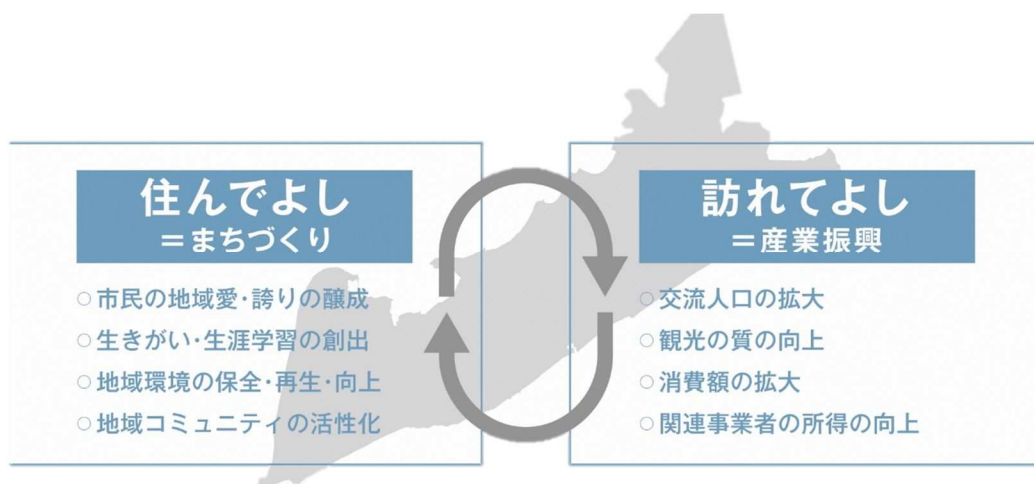 住んでよし
＝まちづくり
○市民の地域愛・誇りの醸成
○生きがい・生涯学習の創出
○地域環境の保全・再生・向上
○地域コミュニティの活性化
訪れてよし
＝産業振興
○交流人口の拡大
○観光の質の向上
○消費額の拡大
○関連事業者の所得の向上